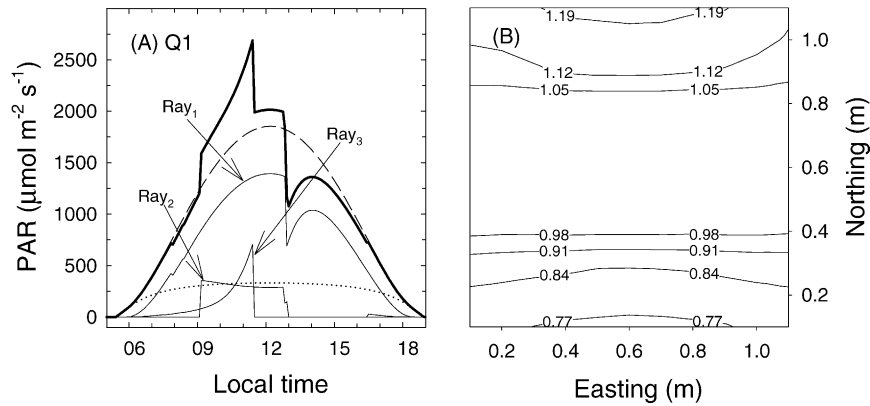 (A) Q1
PAR (μmol m⁻² s⁻¹)
2500
2000
1500
1000
500
0
Ray₁
Ray₂
Ray₃
06 09 12 15 18
Local time
(B)
1.19 1.19
1.12 1.12
1.05 1.05
0.98 0.98
0.91 0.91
0.84 0.84
0.77 0.77
1.0
0.8
0.6
0.4
0.2
Northing (m)
0.2 0.4 0.6 0.8 1.0
Easting (m)